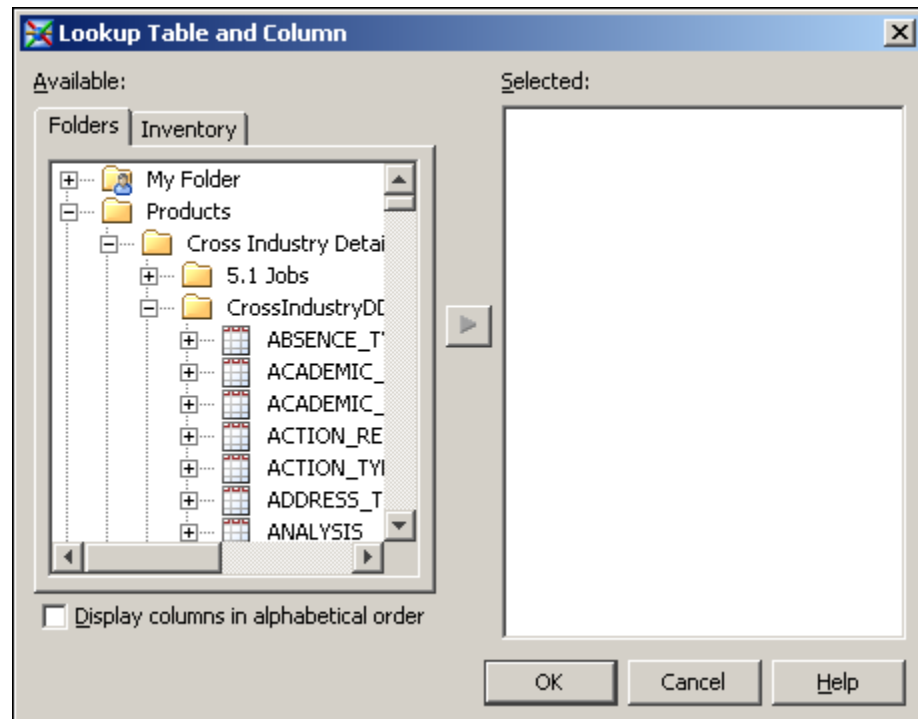 Lookup Table and Column
Available:
Selected:
Folders Inventory
My Folder
Products
Cross Industry Detai
5.1 Jobs
CrossIndustryDD
ABSENCE_TY
ACADEMIC_
ACADEMIC_
ACTION_RE
ACTION_TYI
ADDRESS_T
ANALYSIS
Display columns in alphabetical order
OK Cancel Help